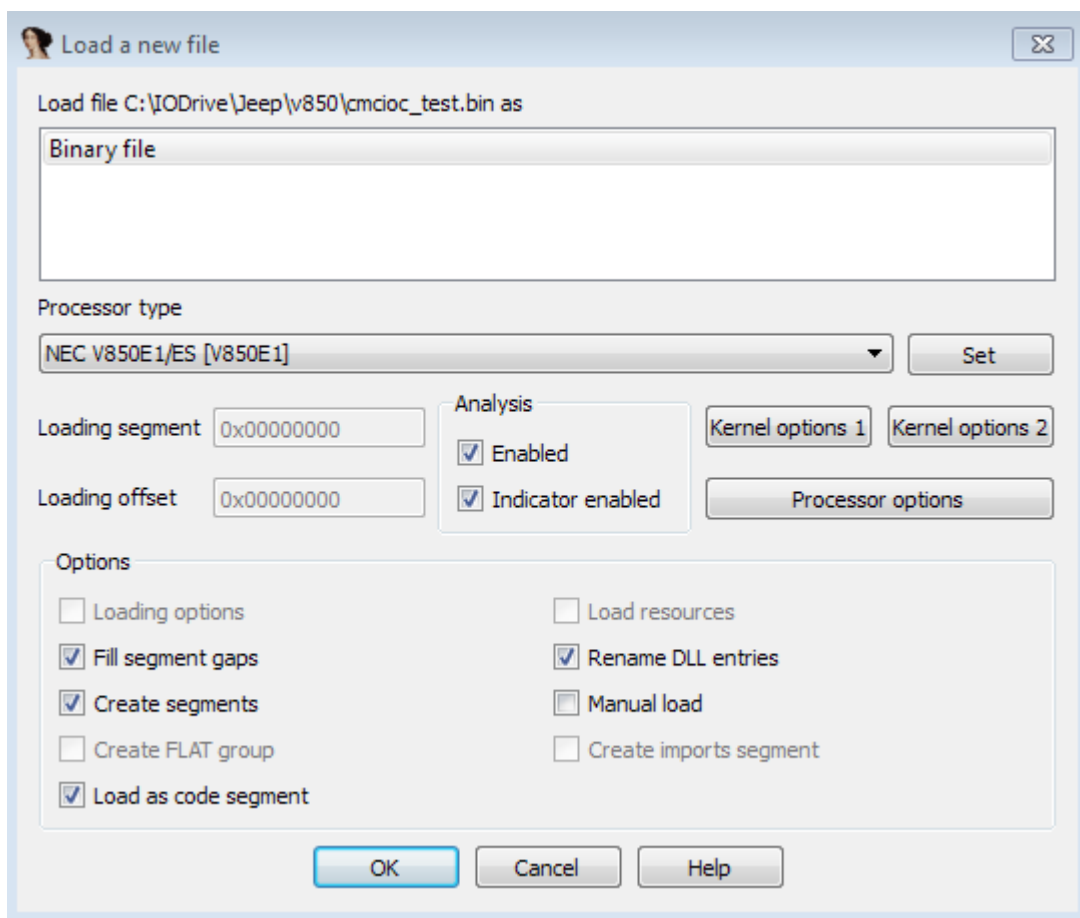 Load a new file
Load file C:\IODrive\Jeep\v850\cmcioc_test.bin as
Binary file
Processor type
NEC V850E1/ES [V850E1]
Set
Loading segment 0x00000000
Loading offset 0x00000000
Analysis
Enabled
Indicator enabled
Kernel options 1 Kernel options 2
Processor options
Options
Loading options Load resources
Fill segment gaps Rename DLL entries
Create segments Manual load
Create FLAT group Create imports segment
Load as code segment
OK Cancel Help